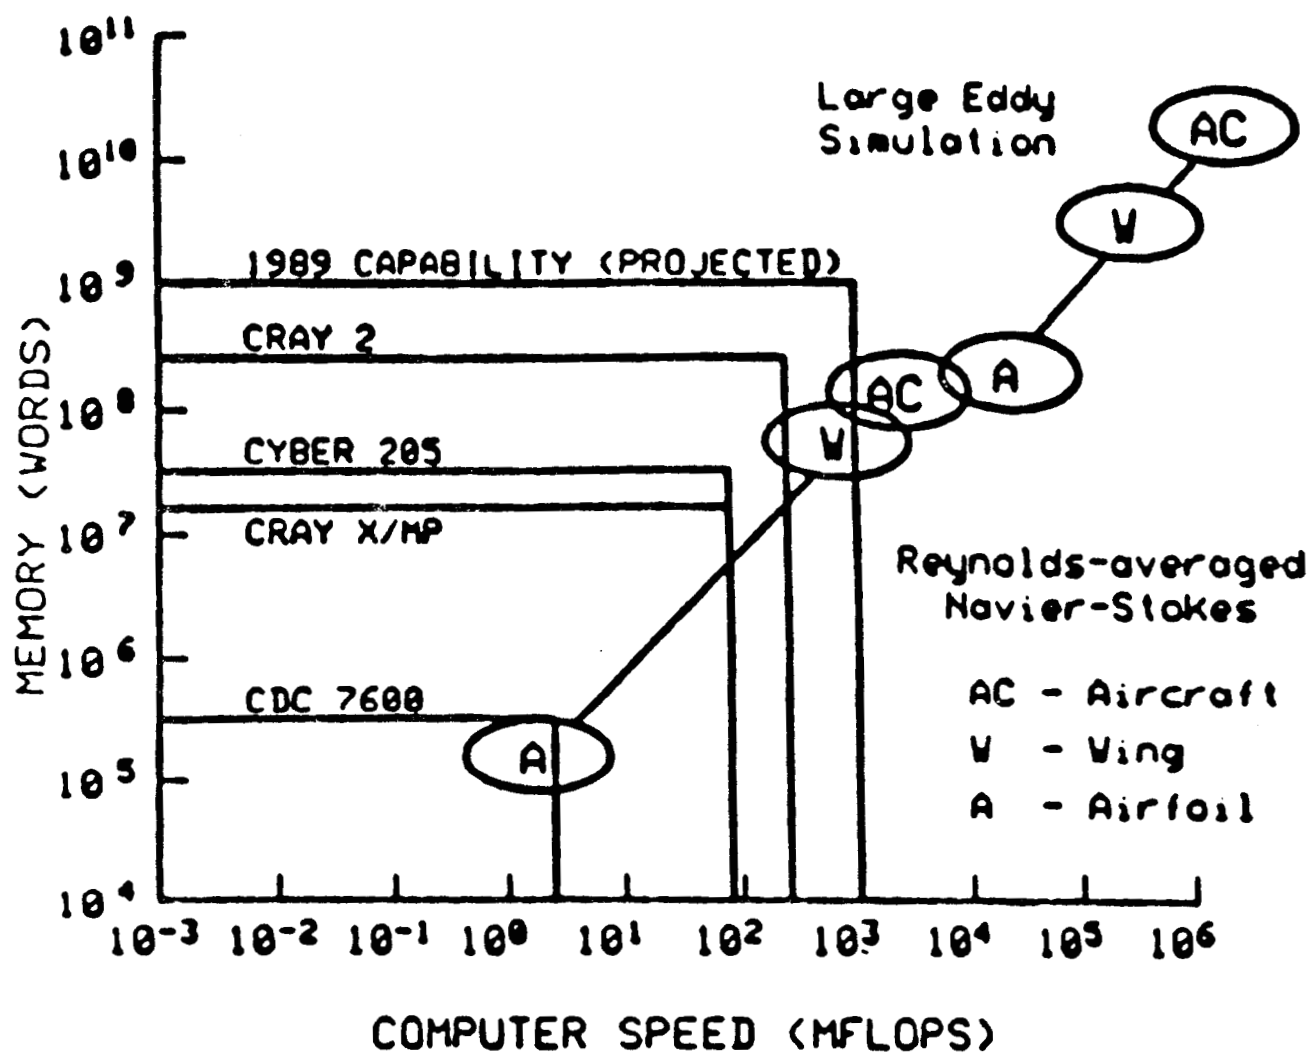 10¹¹
Large Eddy
Simulation
AC
10¹⁰
W
1989 CAPABILITY (PROJECTED)
10⁹
CRAY 2
A
AC
10⁸
W
CYBER 205
10⁷
CRAY X/MP
Reynolds-averaged
Navier-Stokes
10⁶
AC - Aircraft
CDC 7600
W - Wing
A
10⁵
A - Airfoil
10⁴
10⁻³ 10⁻² 10⁻¹ 10⁰ 10¹ 10² 10³ 10⁴ 10⁵ 10⁶
COMPUTER SPEED (MFLOPS)
MEMORY (WORDS)